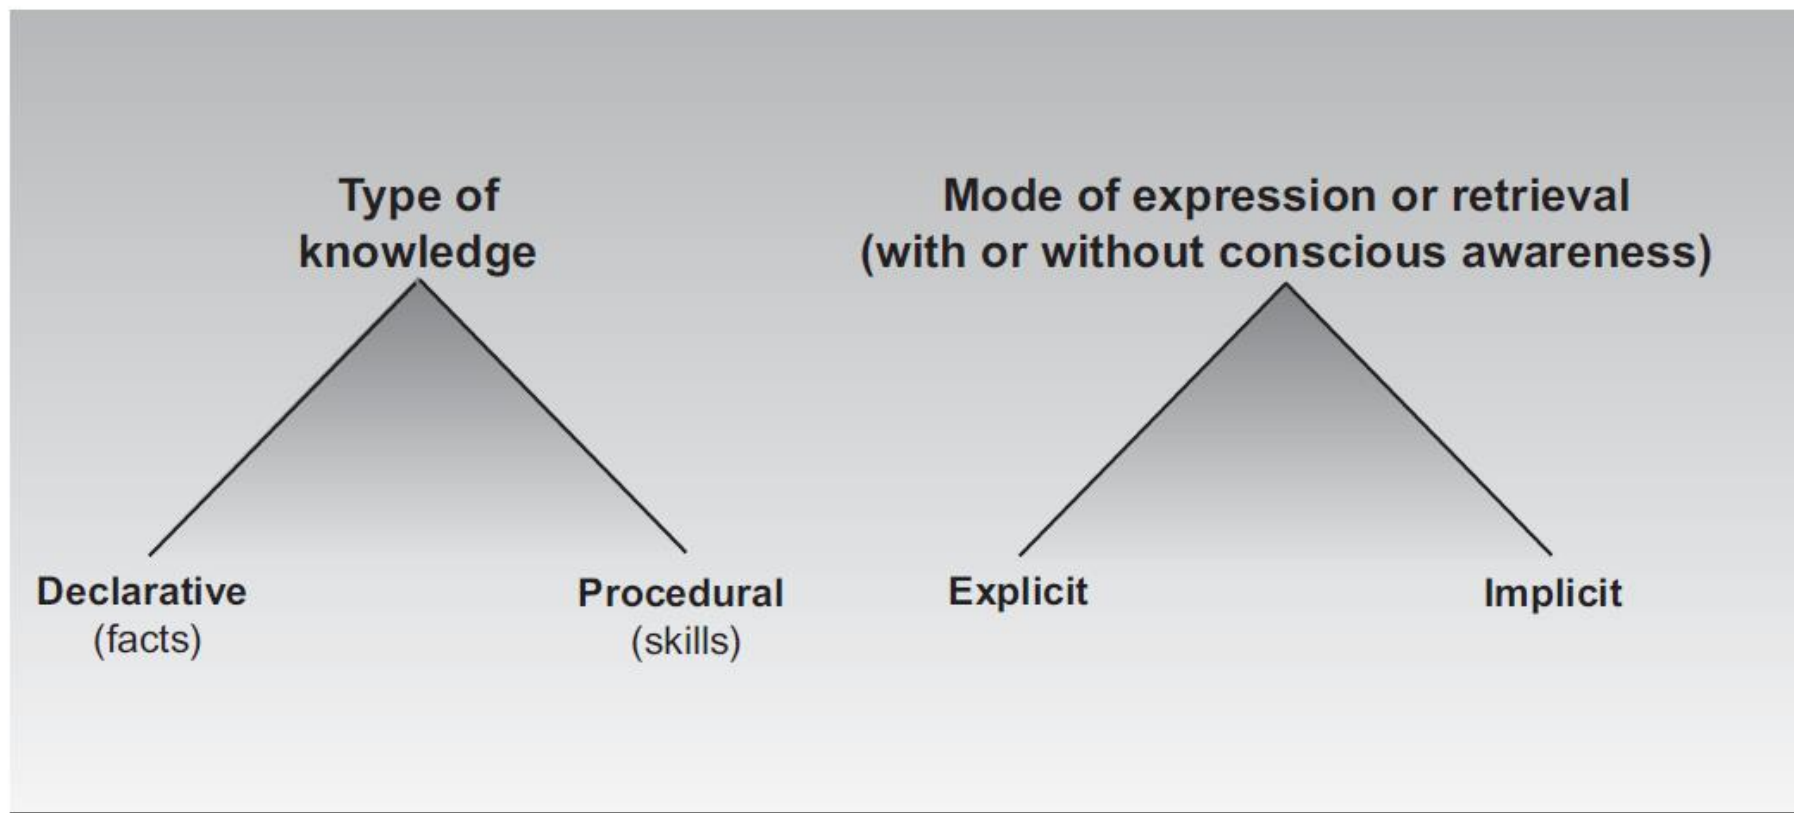 Type of
knowledge
Mode of expression or retrieval
(with or without conscious awareness)
Declarative
(facts)
Procedural
(skills)
Explicit
Implicit